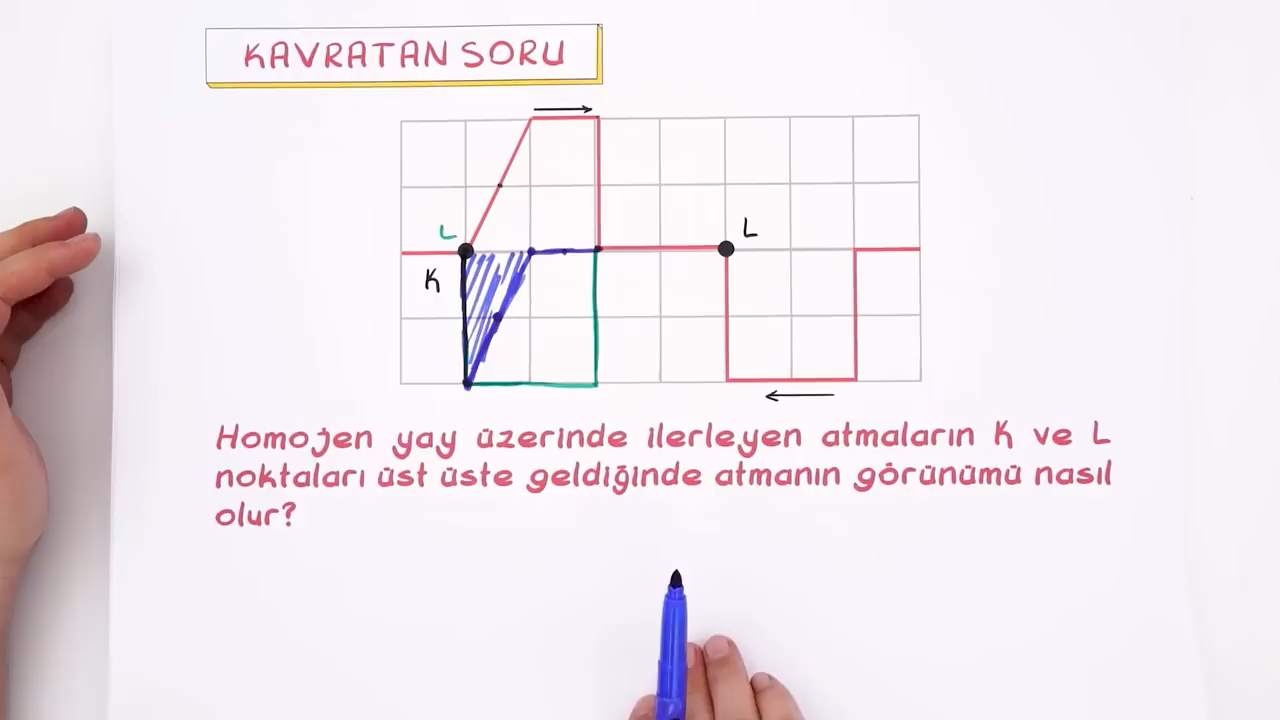 KAVRATAN SORU
L
L
K
Homojen yay üzerinde ilerleyen atmaların K ve L
noktaları üst üste geldiğinde atmanın görünümü nasıl
olur?